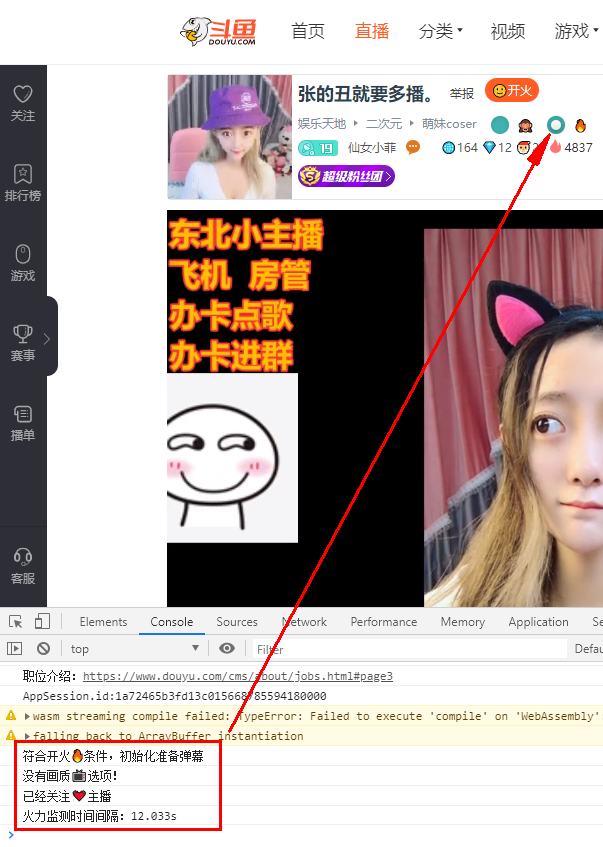 斗鱼
DOUYU.COM
首页 直播 分类 视频 游戏
关注
排行榜
游戏
赛事
播单
客服
张的丑就要多播。 举报 开火
娱乐天地 二次元 萌妹coser
19 仙女小菲 164 12 4837
超级粉丝团
东北小主播
飞机 房管
办卡点歌
办卡进群
Elements Console Sources Network Performance Memory Application
top Filter
职位介绍: https://www.douyu.com/cms/about/jobs.html#page3
AppSession.id:1a72465b3fd13c015668785594180000
wasm streaming compile failed: TypeError: Failed to execute 'compile' on 'WebAssembly':
falling back to ArrayBuffer instantiation
符合开火🔥条件，初始化准备弹幕
没有画质📺选项!
已经关注❤️主播
火力监测时间间隔: 12.033s